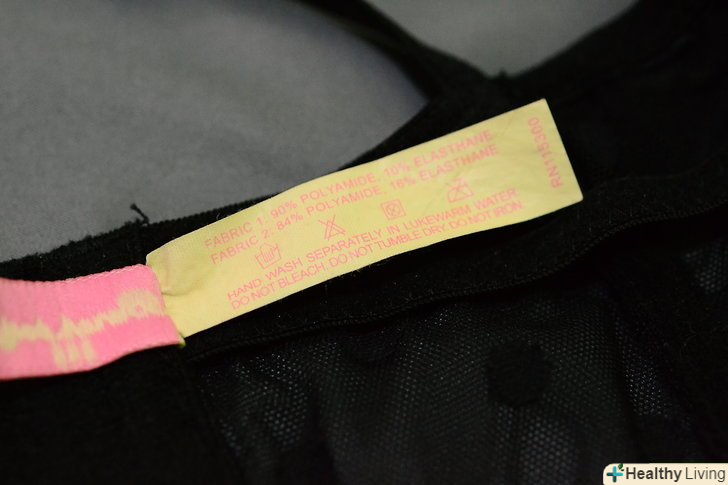 FABRIC 1. 90% POLYAMIDE, 10% ELASTHANE
FABRIC 2. 84% POLYAMIDE, 16% ELASTHANE
HAND WASH SEPARATELY IN LUKEWARM WATER
DO NOT BLEACH. DO NOT TUMBLE DRY. DO NOT IRON.
RN116300
Healthy Living